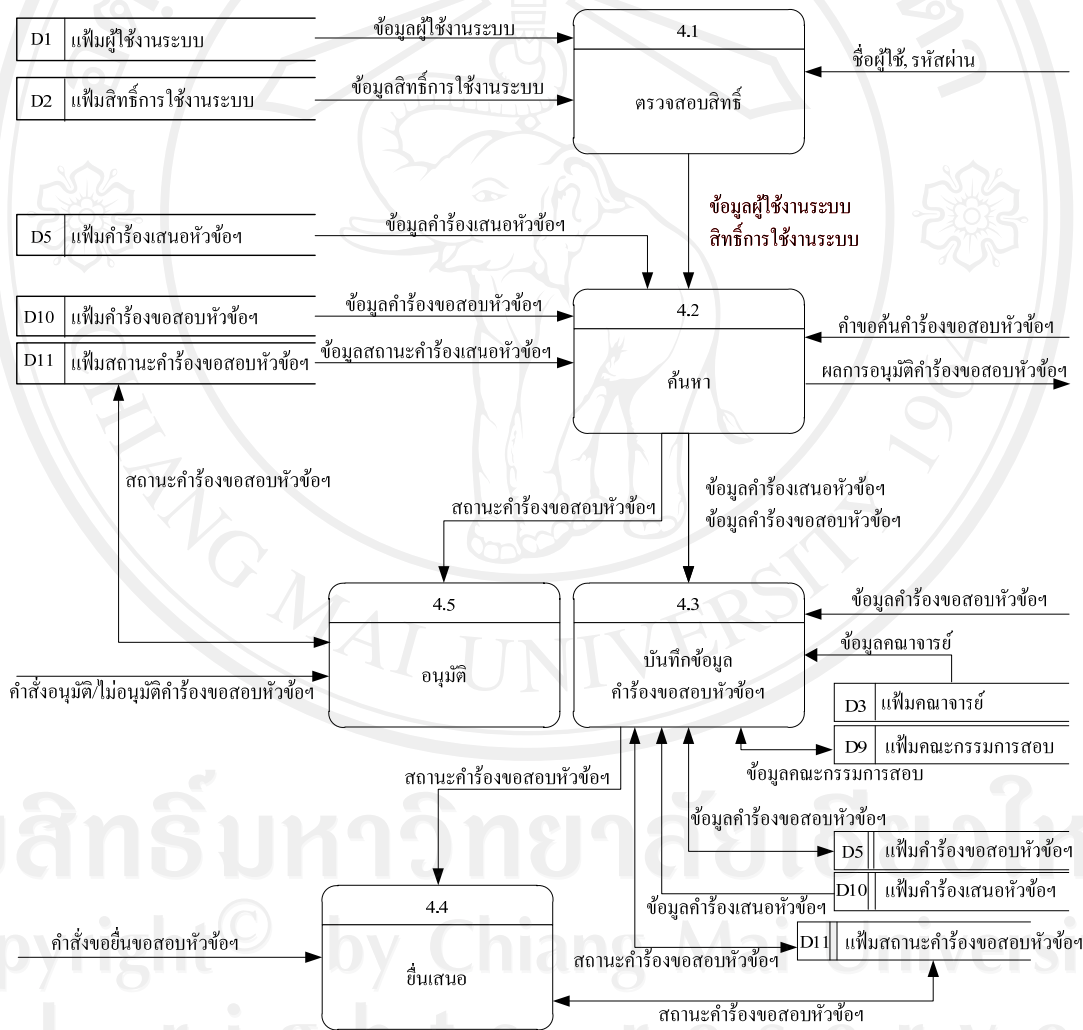 D1 แฟ้มผู้ใช้งานระบบ
ข้อมูลผู้ใช้งานระบบ
4.1
ชื่อผู้ใช้, รหัสผ่าน
D2 แฟ้มสิทธิ์การใช้งานระบบ
ข้อมูลสิทธิ์การใช้งานระบบ
ตรวจสอบสิทธิ์
ข้อมูลผู้ใช้งานระบบ
สิทธิ์การใช้งานระบบ
D5 แฟ้มคำร้องเสนอหัวข้อฯ
ข้อมูลคำร้องเสนอหัวข้อฯ
D10 แฟ้มคำร้องขอสอบหัวข้อฯ
ข้อมูลคำร้องขอสอบหัวข้อฯ
4.2
คำขอค้นคำร้องขอสอบหัวข้อฯ
D11 แฟ้มสถานะคำร้องขอสอบหัวข้อฯ
ข้อมูลสถานะคำร้องเสนอหัวข้อฯ
ค้นหา
ผลการอนุมัติคำร้องขอสอบหัวข้อฯ
สถานะคำร้องขอสอบหัวข้อฯ
สถานะคำร้องขอสอบหัวข้อฯ
ข้อมูลคำร้องเสนอหัวข้อฯ
ข้อมูลคำร้องขอสอบหัวข้อฯ
4.5
4.3
ข้อมูลคำร้องขอสอบหัวข้อฯ
ข้อมูลคณาจารย์
อนุมัติ
บันทึกข้อมูล
คำร้องขอสอบหัวข้อฯ
คำสั่งอนุมัติ/ไม่อนุมัติคำร้องขอสอบหัวข้อฯ
D3 แฟ้มคณาจารย์
D9 แฟ้มคณะกรรมการสอบ
สถานะคำร้องขอสอบหัวข้อฯ
ข้อมูลคณะกรรมการสอบ
ข้อมูลคำร้องขอสอบหัวข้อฯ
D5 แฟ้มคำร้องขอสอบหัวข้อฯ
D10 แฟ้มคำร้องเสนอหัวข้อฯ
4.4
ข้อมูลคำร้องเสนอหัวข้อฯ
คำสั่งขอยื่นขอสอบหัวข้อฯ
D11 แฟ้มสถานะคำร้องขอสอบหัวข้อฯ
สถานะคำร้องขอสอบหัวข้อฯ
ยื่นเสนอ
สถานะคำร้องขอสอบหัวข้อฯ
CHIANG MAI UNIVERSITY 1964
สิทธิ์มหาวิทยาลัยเชียงให
pyright© by Chiang Mai Universi